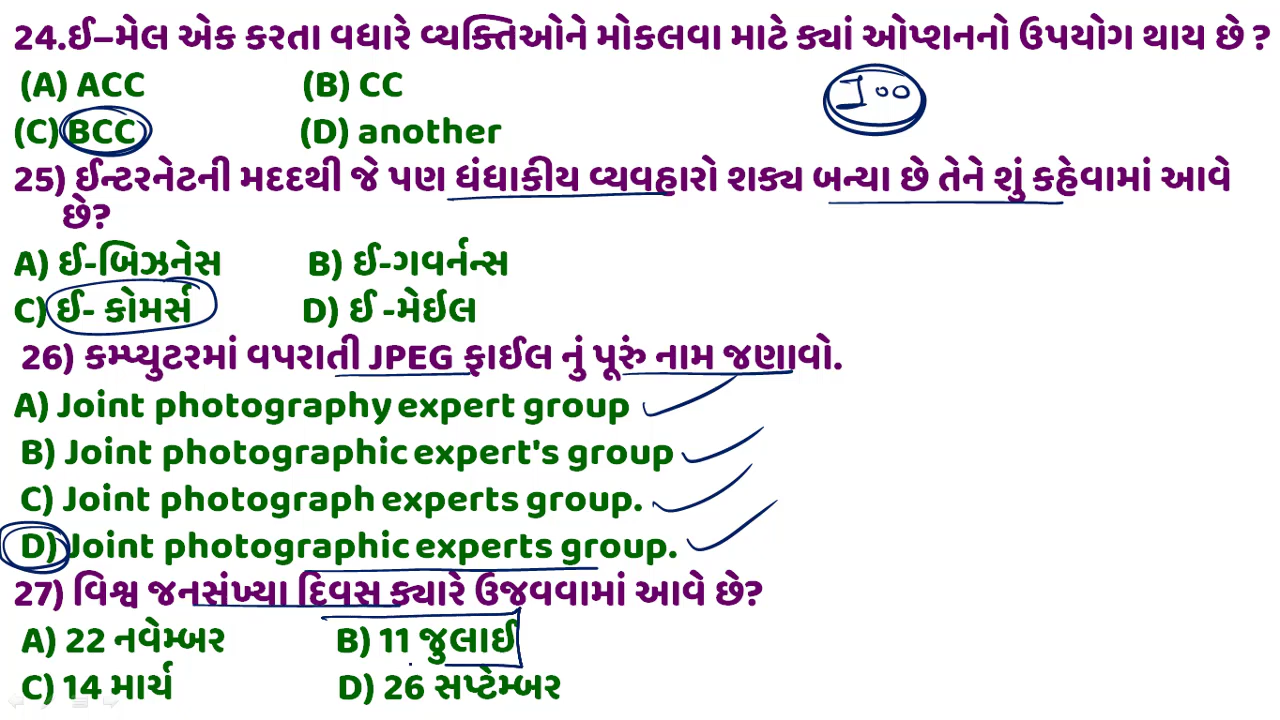 24.ઈ–મેલ એક કરતા વધારે વ્યક્તિઓને મોકલવા માટે ક્યાં ઓપ્શનનો ઉપયોગ થાય છે ?
(A) ACC (B) CC
100
(C) BCC (D) another
25) ઈન્ટરનેટની મદદથી જે પણ ધંધાકીય વ્યવહારો શક્ય બન્યા છે તેને શું કહેવામાં આવે
છે?
A) ઈ-બિઝનેસ B) ઈ-ગવર્નન્સ
C) ઈ- કોમર્સ D) ઈ -મેઇલ
26) કમ્પ્યુટરમાં વપરાતી JPEG ફાઈલ નું પૂરું નામ જણાવો.
A) Joint photography expert group
B) Joint photographic expert's group
C) Joint photograph experts group.
D) Joint photographic experts group.
27) વિશ્વ જનસંખ્યા દિવસ ક્યારે ઉજવવામાં આવે છે?
A) 22 નવેમ્બર B) 11 જુલાઈ
C) 14 માર્ચ D) 26 સપ્ટેમ્બર